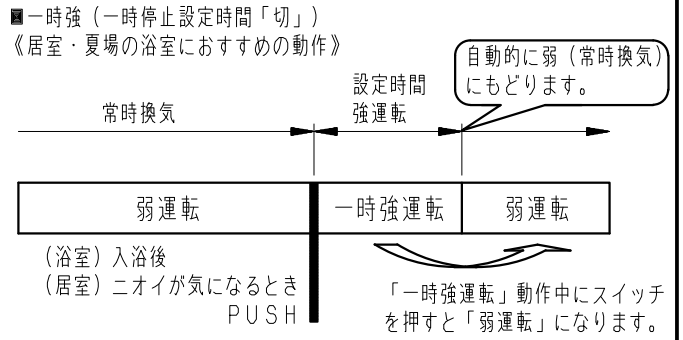 ■一時強（一時停止設定時間「切」）
《居室・夏場の浴室におすすめの動作》
自動的に弱（常時換気）
にもどります。
設定時間
強運転
常時換気
弱運転
一時強運転
弱運転
（浴室）入浴後
（居室）ニオイが気になるとき
ＰＵＳＨ
「一時強運転」動作中にスイッチ
を押すと「弱運転」になります。